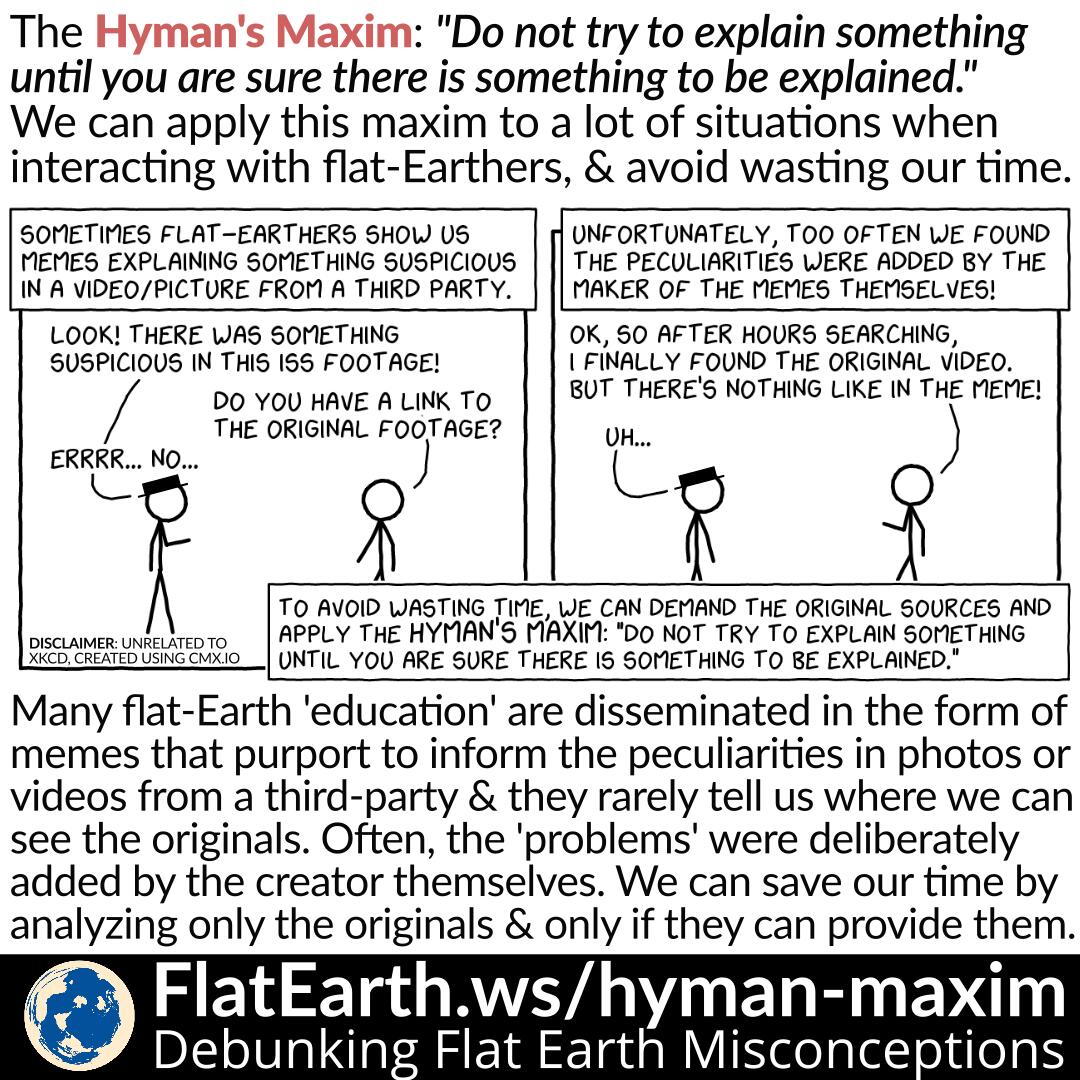 The Hyman's Maxim: "Do not try to explain something
until you are sure there is something to be explained."
We can apply this maxim to a lot of situations when
interacting with flat-Earthers, & avoid wasting our time.
SOMETIMES FLAT-EARTHERS SHOW US
MEMES EXPLAINING SOMETHING SUSPICIOUS
IN A VIDEO/PICTURE FROM A THIRD PARTY.
LOOK! THERE WAS SOMETHING
SUSPICIOUS IN THIS ISS FOOTAGE!
DO YOU HAVE A LINK TO
THE ORIGINAL FOOTAGE?
ERRRR... NO...
DISCLAIMER: UNRELATED TO
XKCD, CREATED USING CMX.IO
UNFORTUNATELY, TOO OFTEN WE FOUND
THE PECULIARITIES WERE ADDED BY THE
MAKER OF THE MEMES THEMSELVES!
OK, SO AFTER HOURS SEARCHING,
I FINALLY FOUND THE ORIGINAL VIDEO.
BUT THERE'S NOTHING LIKE IN THE MEME!
UH...
TO AVOID WASTING TIME, WE CAN DEMAND THE ORIGINAL SOURCES AND
APPLY THE HYMAN'S MAXIM: "DO NOT TRY TO EXPLAIN SOMETHING
UNTIL YOU ARE SURE THERE IS SOMETHING TO BE EXPLAINED."
Many flat-Earth 'education' are disseminated in the form of
memes that purport to inform the peculiarities in photos or
videos from a third-party & they rarely tell us where we can
see the originals. Often, the 'problems' were deliberately
added by the creator themselves. We can save our time by
analyzing only the originals & only if they can provide them.
FlatEarth.ws/hyman-maxim
Debunking Flat Earth Misconceptions